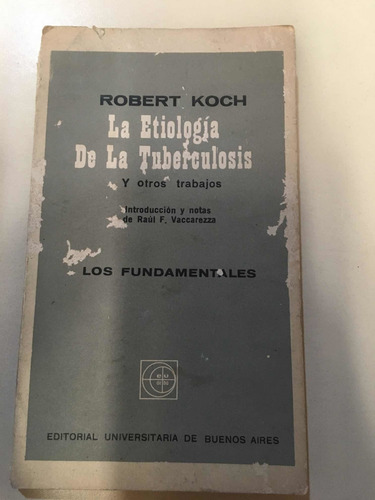 ROBERT KOCH
La Etiología
De La Tuberculosis
Y otros trabajos
Introducción y notas
de Raúl F. Vaccarezza
LOS FUNDAMENTALES
EDITORIAL UNIVERSITARIA DE BUENOS AIRES